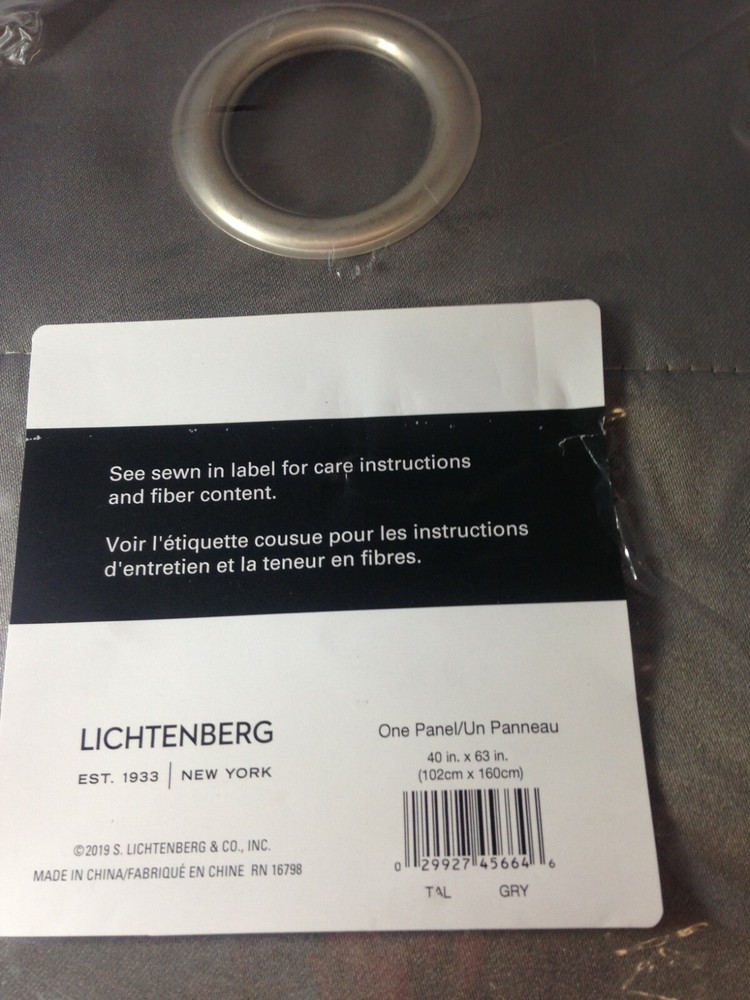 See sewn in label for care instructions
and fiber content.
Voir l'étiquette cousue pour les instructions
d'entretien et la teneur en fibres.
LICHTENBERG
EST. 1933 | NEW YORK
©2019 S. LICHTENBERG & CO., INC.
MADE IN CHINA/FABRIQUÉ EN CHINE RN 16798
One Panel/Un Panneau
40 in. x 63 in.
(102cm x 160cm)
0 29927 45664 6
GRY